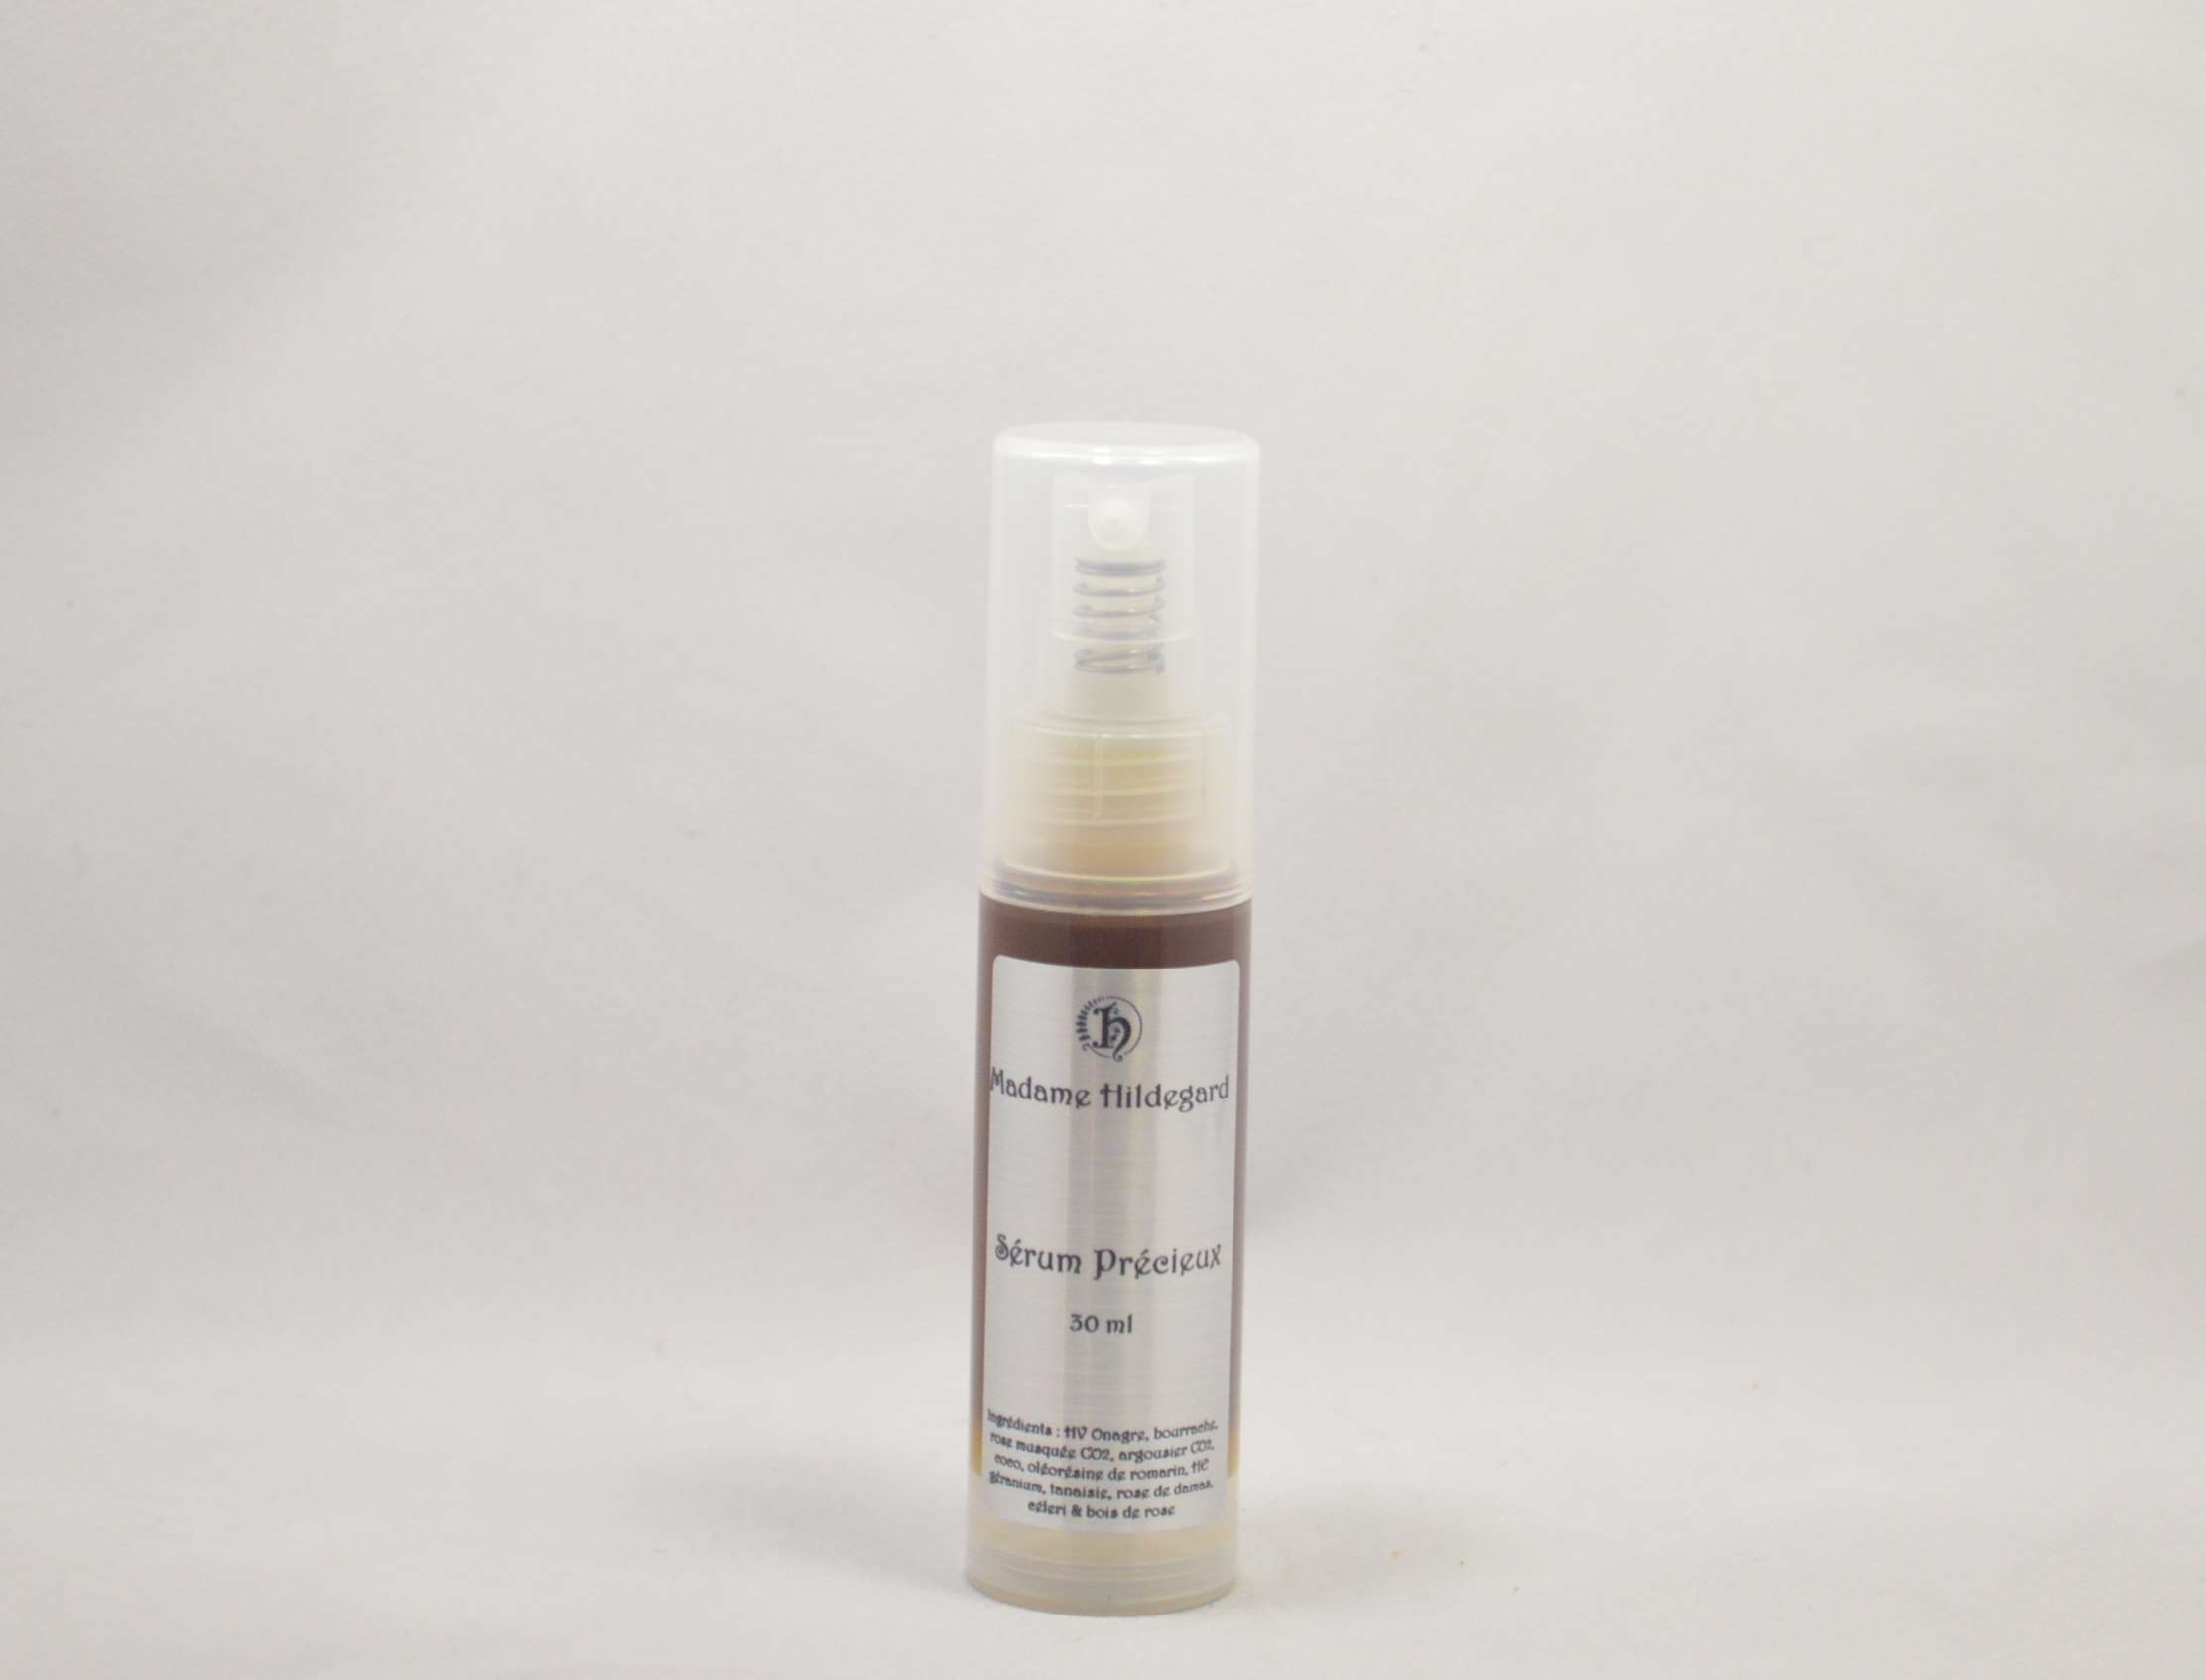 h
Madame Hildegard
Sérum Précieux
30 ml
Ingrédients : HV Onagre, bourrache,
rose musquée CO2, argousier CO2,
coco, oléorésine de romarin, HE
géranium, tanaisie, rose de damas,
céleri & bois de rose